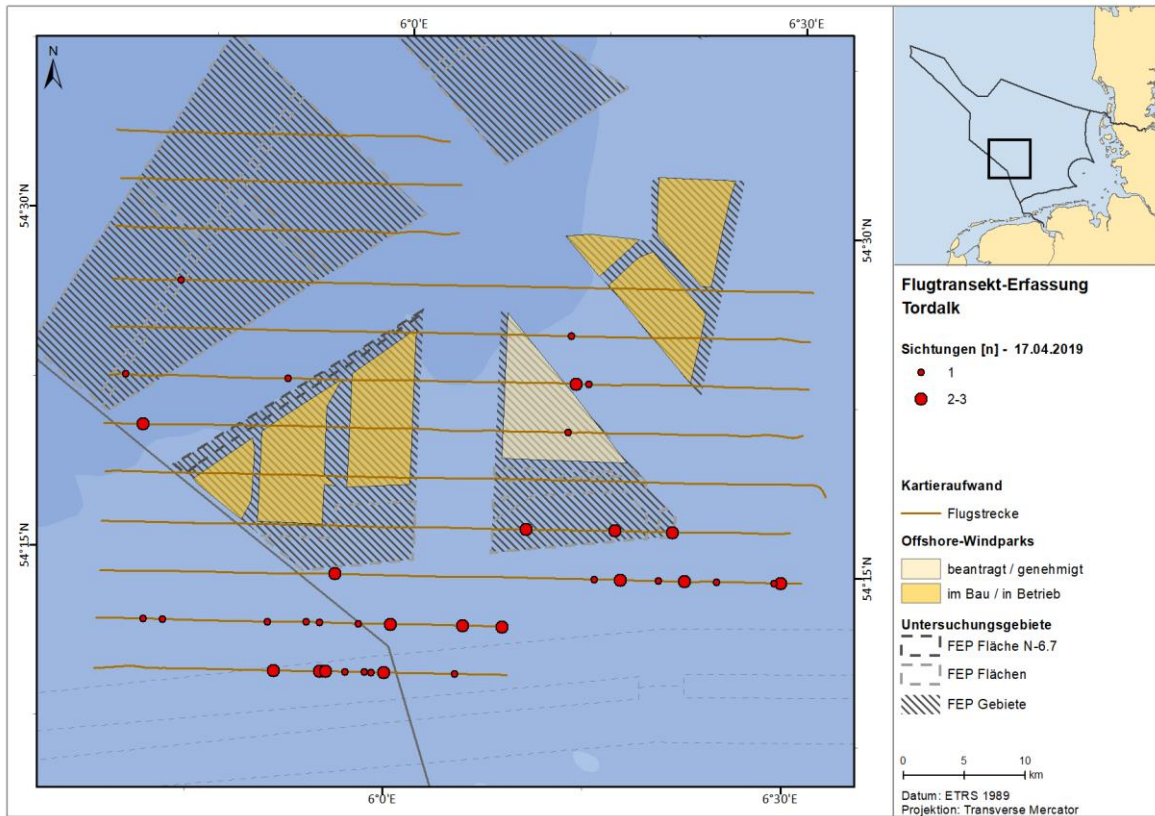 6°0'E
6°30'E
N
54°30'N
54°30'N
54°15'N
54°15'N
6°0'E
6°30'E
Flugtransekt-Erfassung
Tordalk
Sichtungen [n] - 17.04.2019
1
2-3
Kartieraufwand
Flugstrecke
Offshore-Windparks
beantragt / genehmigt
im Bau / in Betrieb
Untersuchungsgebiete
FEP Fläche N-6.7
FEP Flächen
FEP Gebiete
0 5 10
km
Datum: ETRS 1989
Projektion: Transverse Mercator